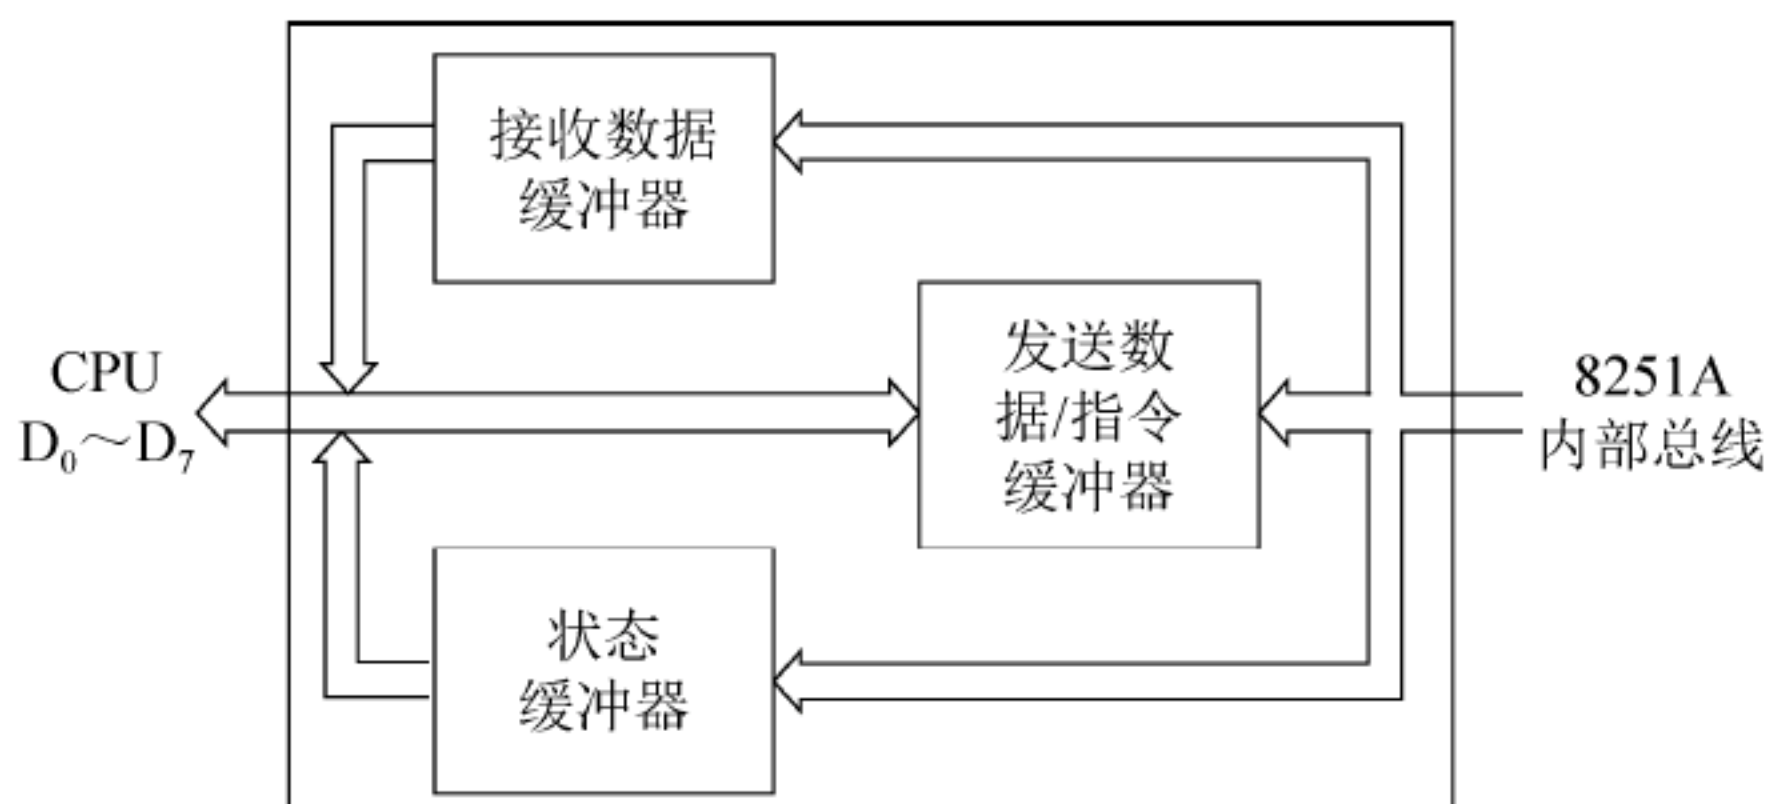 接收数据
缓冲器
发送数
据/指令
缓冲器
CPU
D₀～D₇
8251A
内部总线
状态
缓冲器